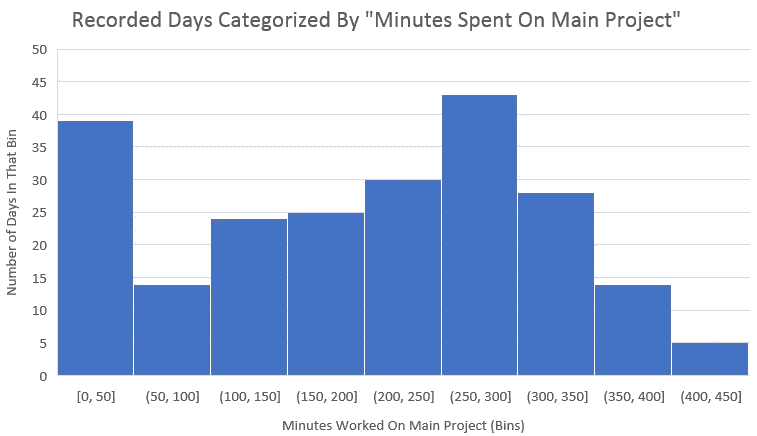 Recorded Days Categorized By "Minutes Spent On Main Project"
50
45
40
35
30
25
20
15
10
5
0
Number of Days In That Bin
[0, 50] (50, 100] (100, 150] (150, 200] (200, 250] (250, 300] (300, 350] (350, 400] (400, 450]
Minutes Worked On Main Project (Bins)